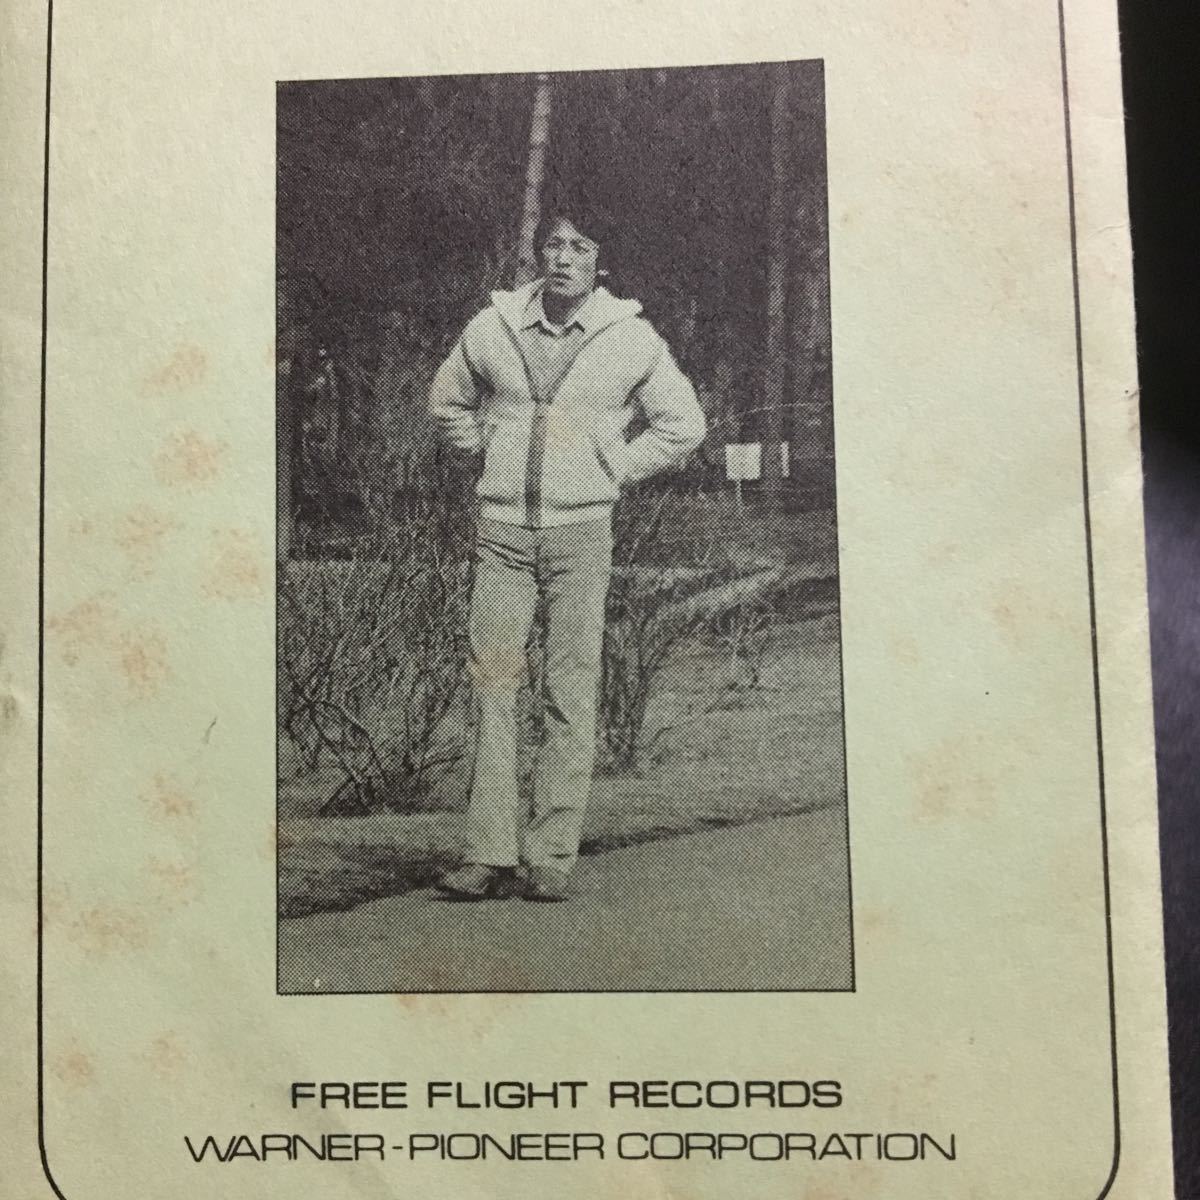 FREE FLIGHT RECORDS
WARNER-PIONEER CORPORATION